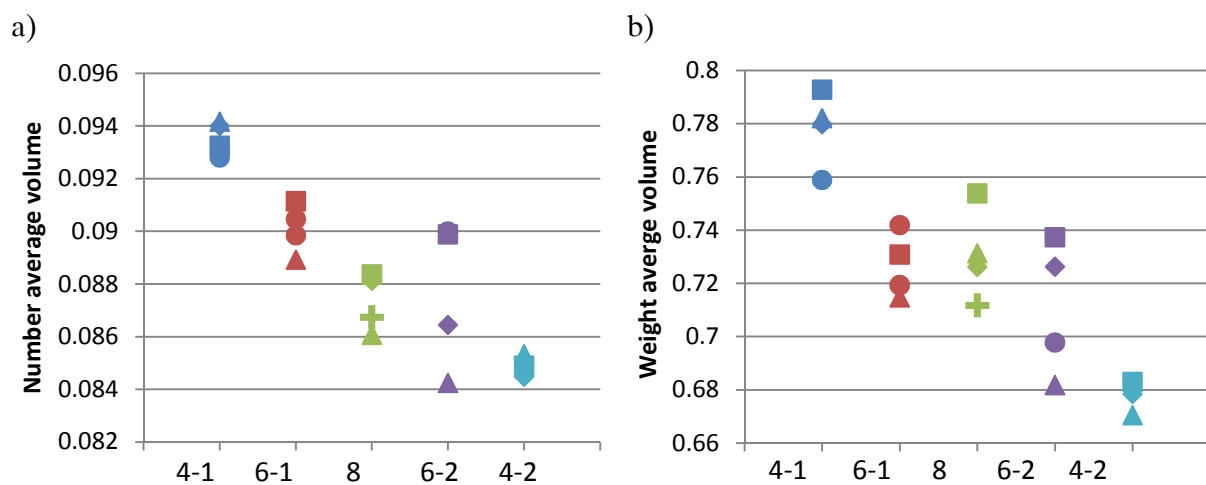 a)
Number average volume
0.096
0.094
0.092
0.09
0.088
0.086
0.084
0.082
4-1 6-1 8 6-2 4-2
b)
Weight averge volume
0.8
0.78
0.76
0.74
0.72
0.7
0.68
0.66
4-1 6-1 8 6-2 4-2